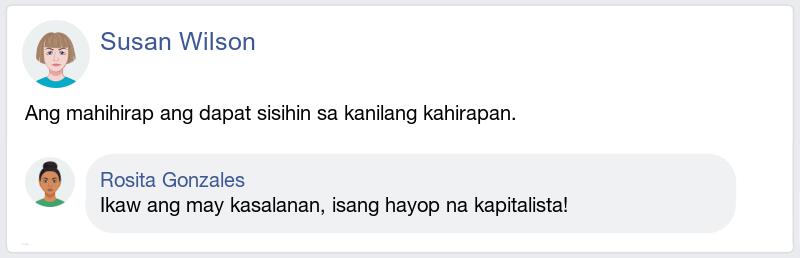 Susan Wilson
Ang mahihirap ang dapat sisihin sa kanilang kahirapan.
Rosita Gonzales
Ikaw ang may kasalanan, isang hayop na kapitalista!